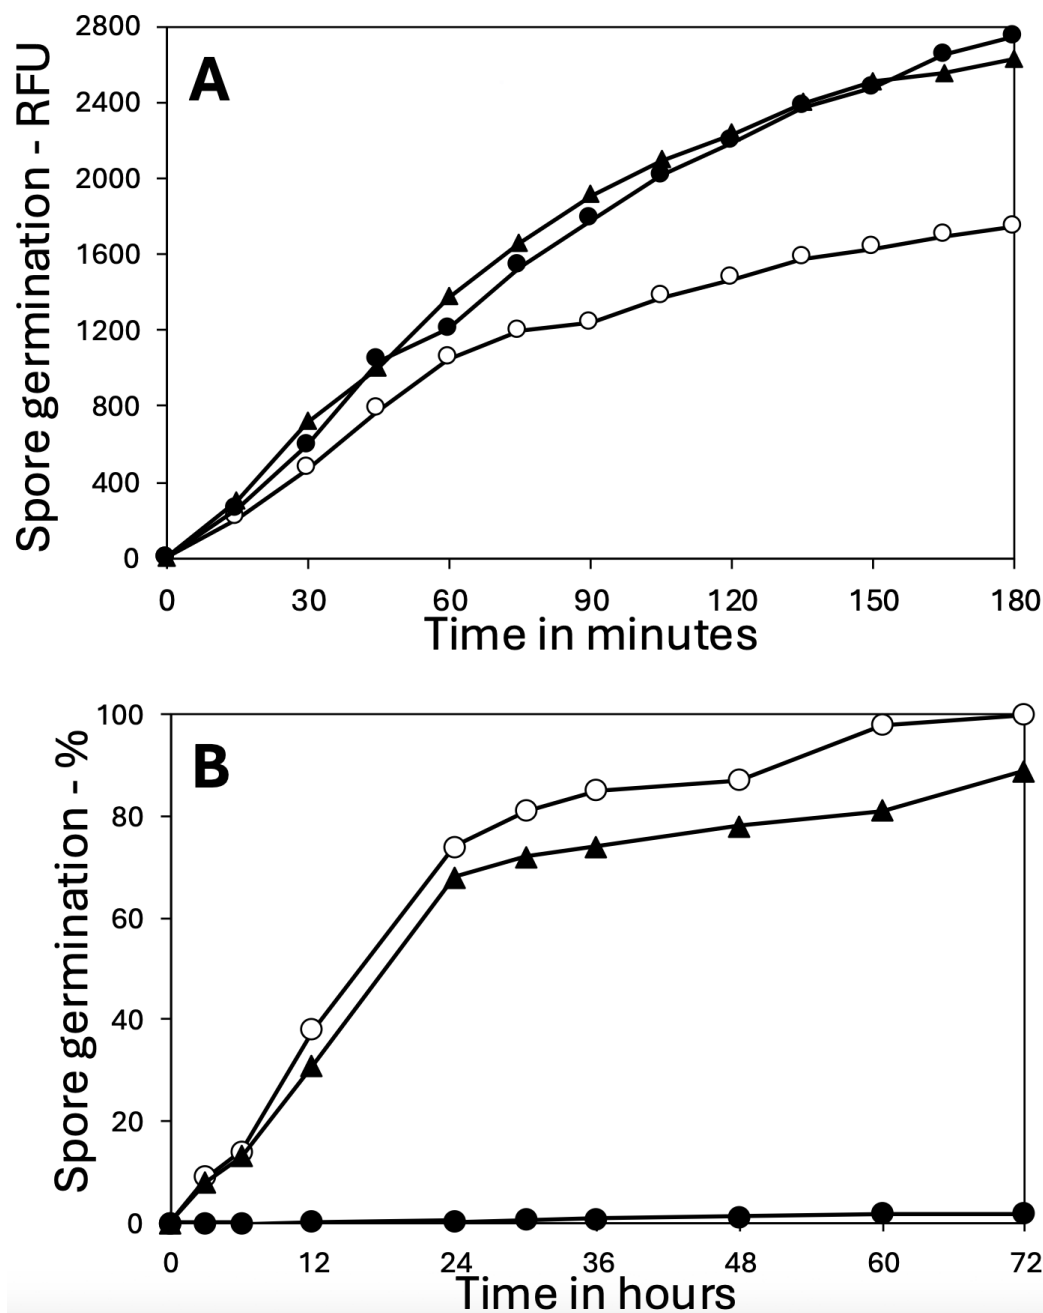 A
Spore germination - RFU
2800
2400
2000
1600
1200
800
400
0
0 30 60 90 120 150 180
Time in minutes
B
Spore germination - %
100
80
60
40
20
0
0 12 24 36 48 60 72
Time in hours